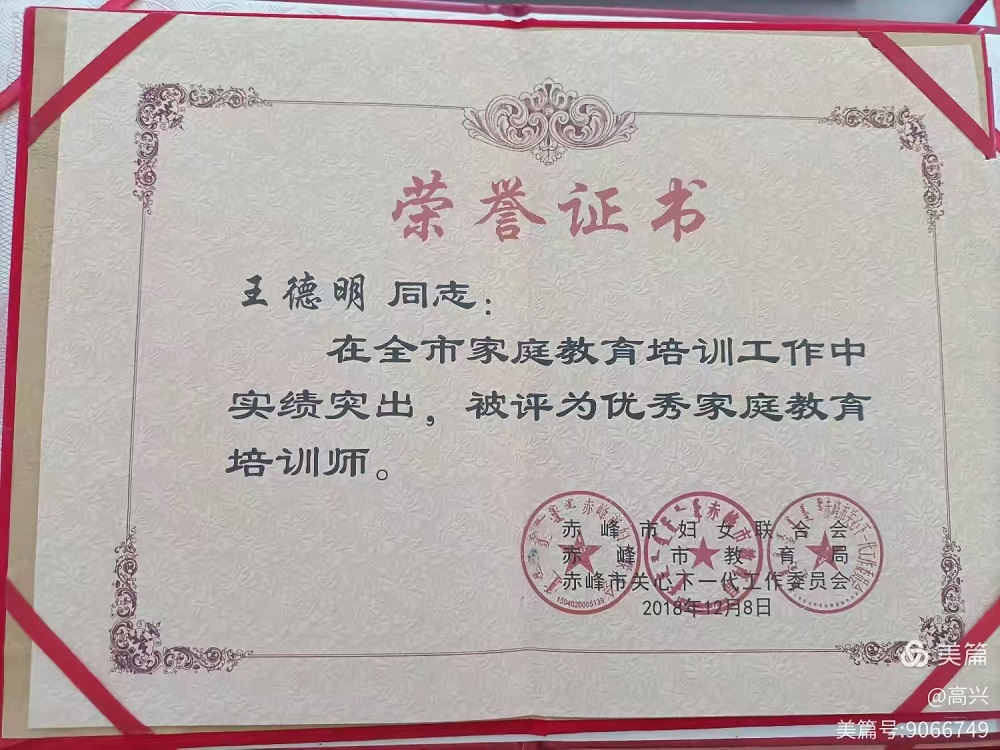 荣誉证书
王德明 同志：
在全市家庭教育培训工作中
实绩突出，被评为优秀家庭教育
培训师。
赤峰市妇女联合会
赤峰市教育局
赤峰市关心下一代工作委员会
2018年12月8日
1504020005139
美篇
@高兴
美篇号:9066749